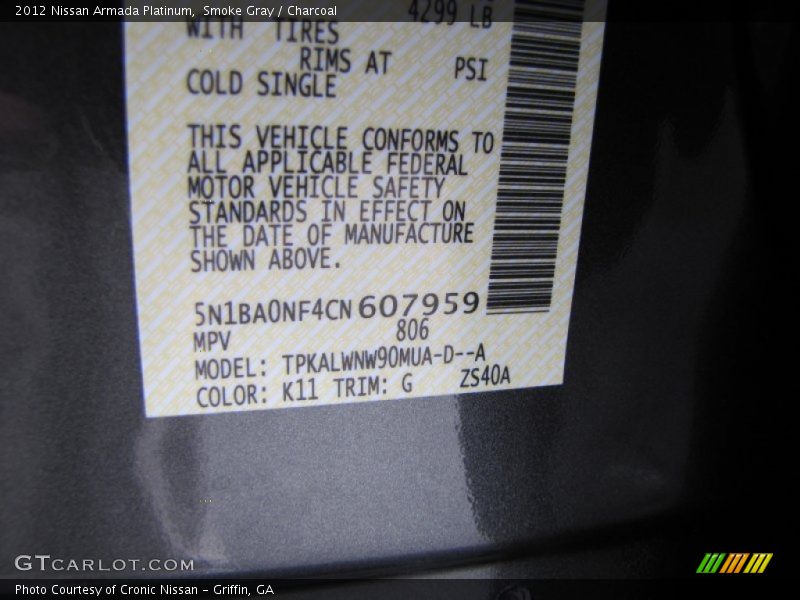 2012 Nissan Armada Platinum, Smoke Gray / Charcoal
4299 LB
WITH TIRES
RIMS AT PSI
COLD SINGLE
THIS VEHICLE CONFORMS TO
ALL APPLICABLE FEDERAL
MOTOR VEHICLE SAFETY
STANDARDS IN EFFECT ON
THE DATE OF MANUFACTURE
SHOWN ABOVE.
5N1BA0NF4CN607959
MPV 806
MODEL: TPKALWNW90MUA-D--A
COLOR: K11 TRIM: G ZS40A
GTCARLOT.COM
Photo Courtesy of Cronic Nissan - Griffin, GA